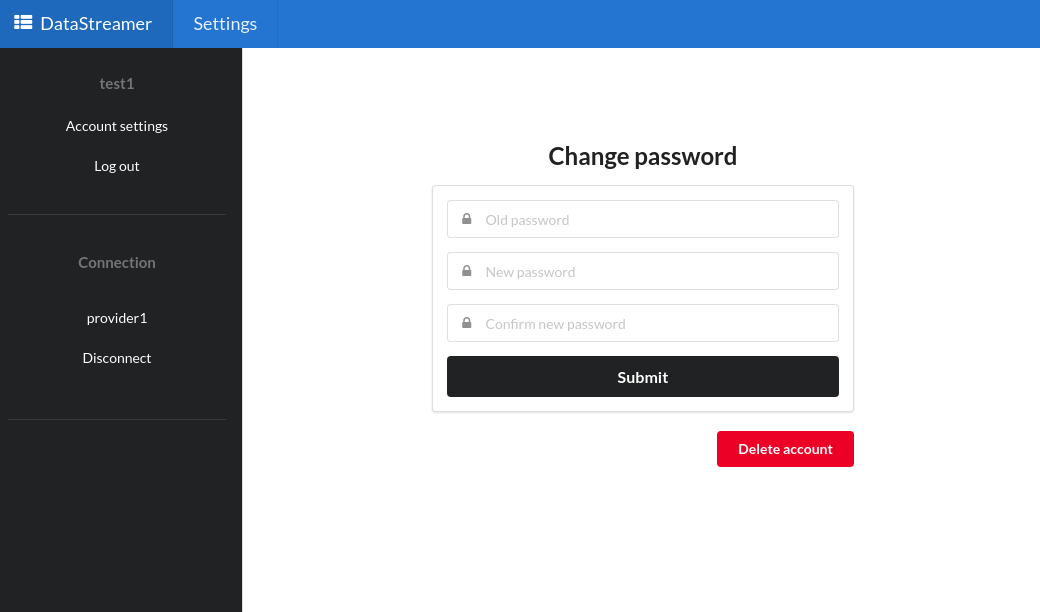 DataStreamer
Settings
test1
Account settings
Log out
Connection
provider1
Disconnect
Change password
Old password
New password
Confirm new password
Submit
Delete account